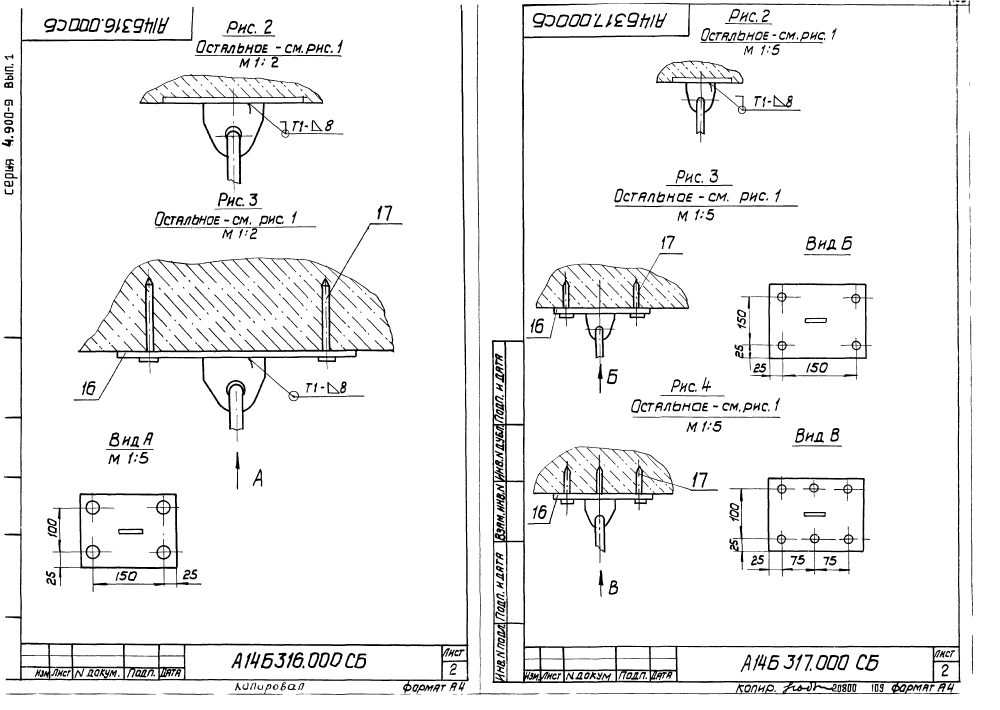 серия 4.900-9 Вып. 1
А14Б316.000 СБ
Рис. 2
Остальное - см. рис. 1
М 1:2
Т1-⊿8
Рис. 3
Остальное - см. рис. 1
М 1:2
17
16
Т1-⊿8
А
Вид А
М 1:5
100
25
150
25
Изм. Лист N докум. Подп. Дата
А14Б316.000 СБ
Лист
2
Копировал
формат А4
А14Б317.000 СБ
Рис. 2
Остальное - см. рис. 1
М 1:5
Т1-⊿8
Рис. 3
Остальное - см. рис. 1
М 1:5
17
16
Б
Вид Б
150
25
25
150
Рис. 4
Остальное - см. рис. 1
М 1:5
17
16
В
Вид В
100
25
25
75
75
Инв. N подл. Подп. и дата Взам. инв. N Инв. N дубл. Подп. и дата
Изм. Лист N докум Подп. Дата
А14Б 317.000 СБ
Лист
2
Копир.
20800 109 формат А4